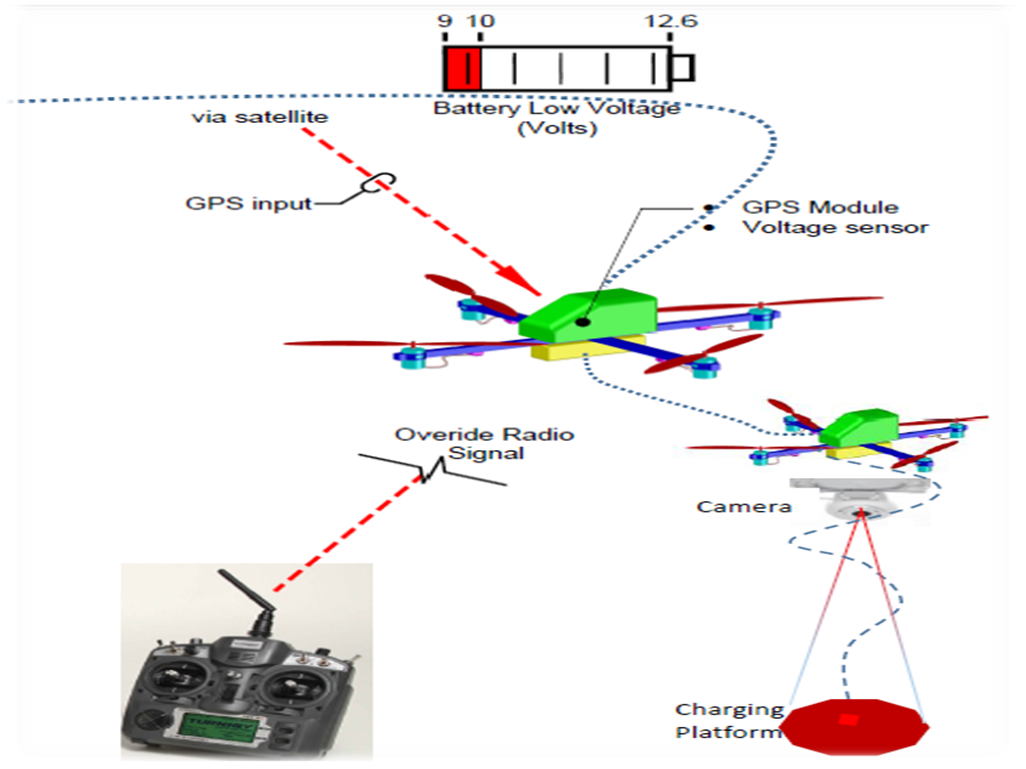 9 10 12.6
Battery Low Voltage
(Volts)
via satellite
GPS input
• GPS Module
• Voltage sensor
Overide Radio
Signal
Camera
TURNIGY
Charging
Platform